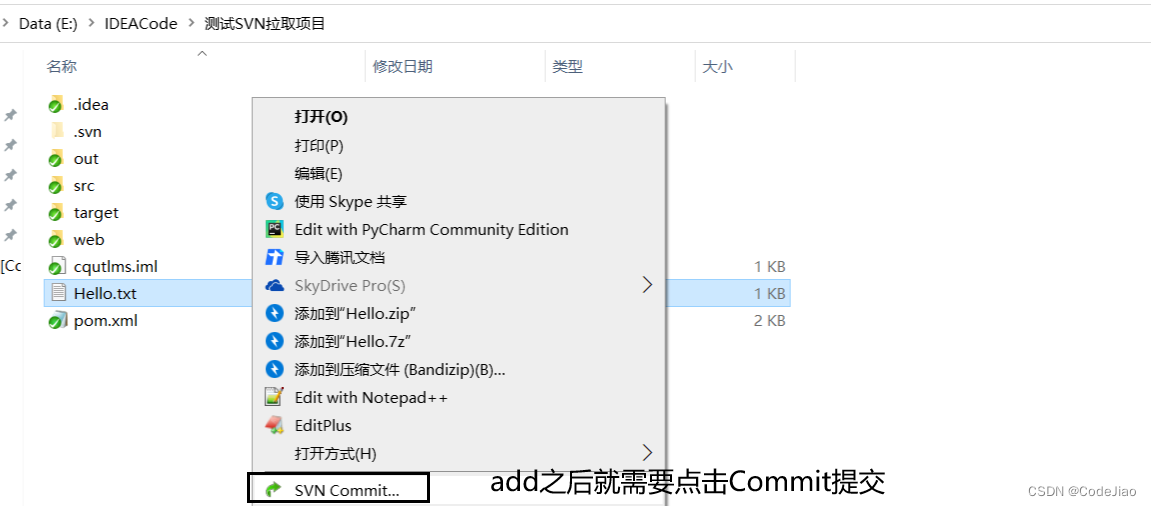 Data (E:) > IDEACode > 测试SVN拉取项目
名称 修改日期 类型 大小
.idea
.svn
out
src
target
web
[Cc
cqutlms.iml 1 KB
Hello.txt 1 KB
pom.xml 2 KB
打开(O)
打印(P)
编辑(E)
使用 Skype 共享
Edit with PyCharm Community Edition
导入腾讯文档
SkyDrive Pro(S)
添加到“Hello.zip”
添加到“Hello.7z”
添加到压缩文件 (Bandizip)(B)...
Edit with Notepad++
EditPlus
打开方式(H)
SVN Commit...
add之后就需要点击Commit提交
CSDN @CodeJiao